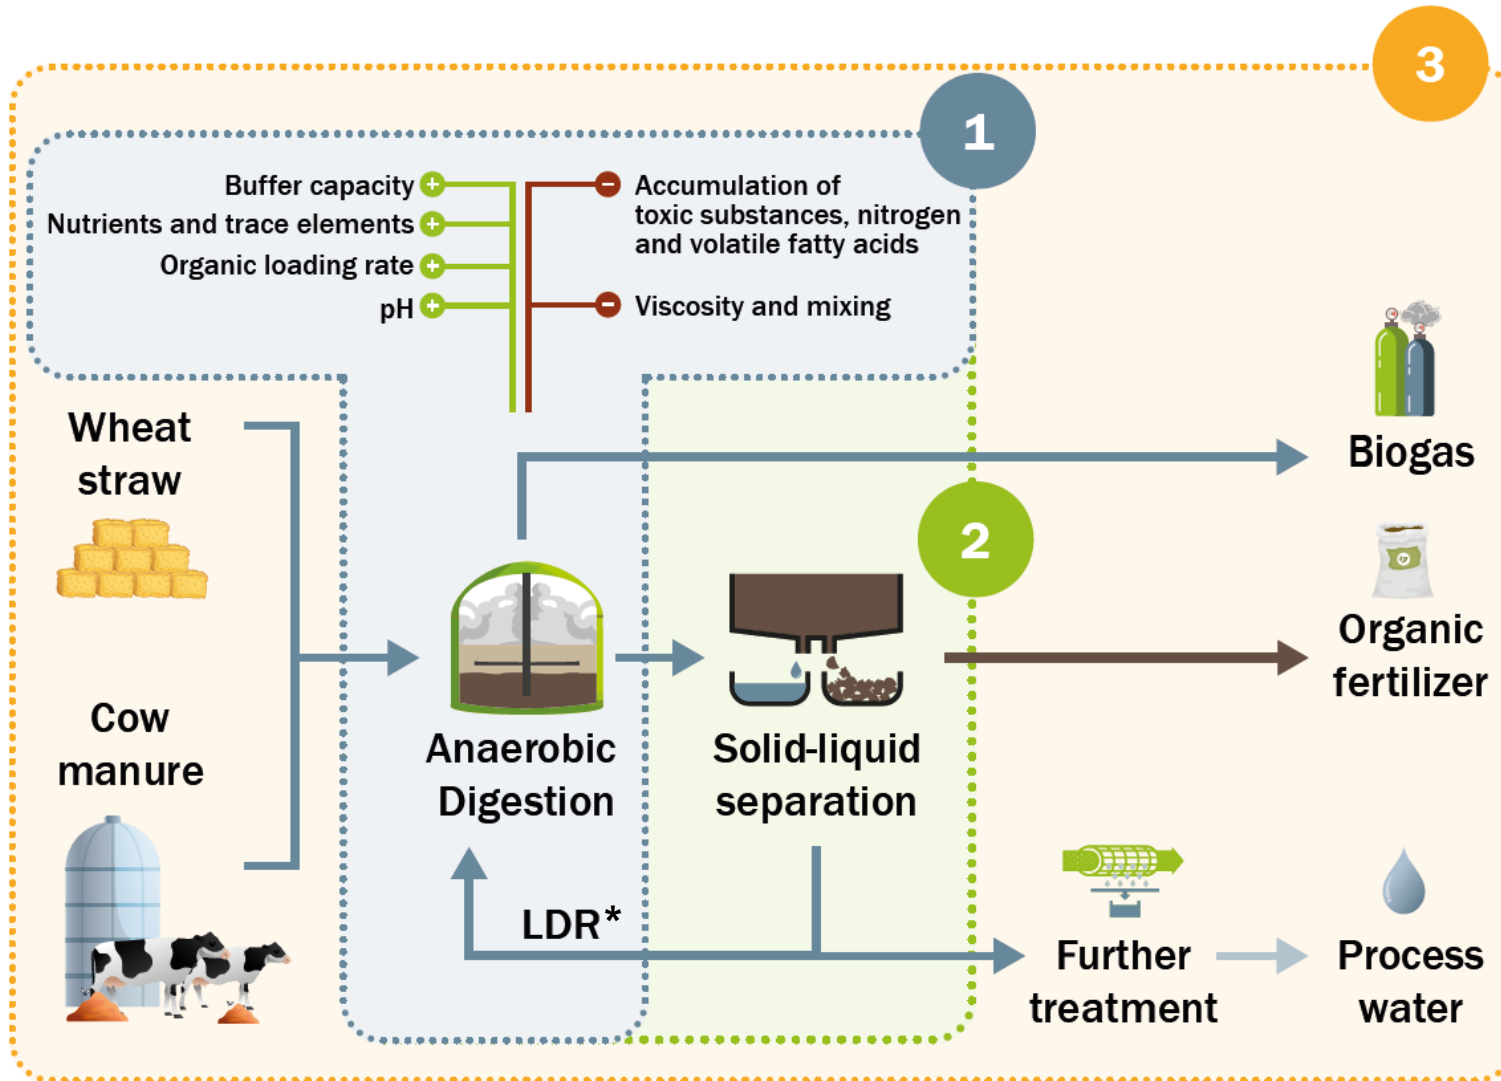 3
1
Buffer capacity
Nutrients and trace elements
Organic loading rate
pH
Accumulation of
toxic substances, nitrogen
and volatile fatty acids
Viscosity and mixing
Wheat
straw
Cow
manure
Biogas
2
Organic
fertilizer
Anaerobic
Digestion
Solid-liquid
separation
LDR*
Further
treatment
Process
water